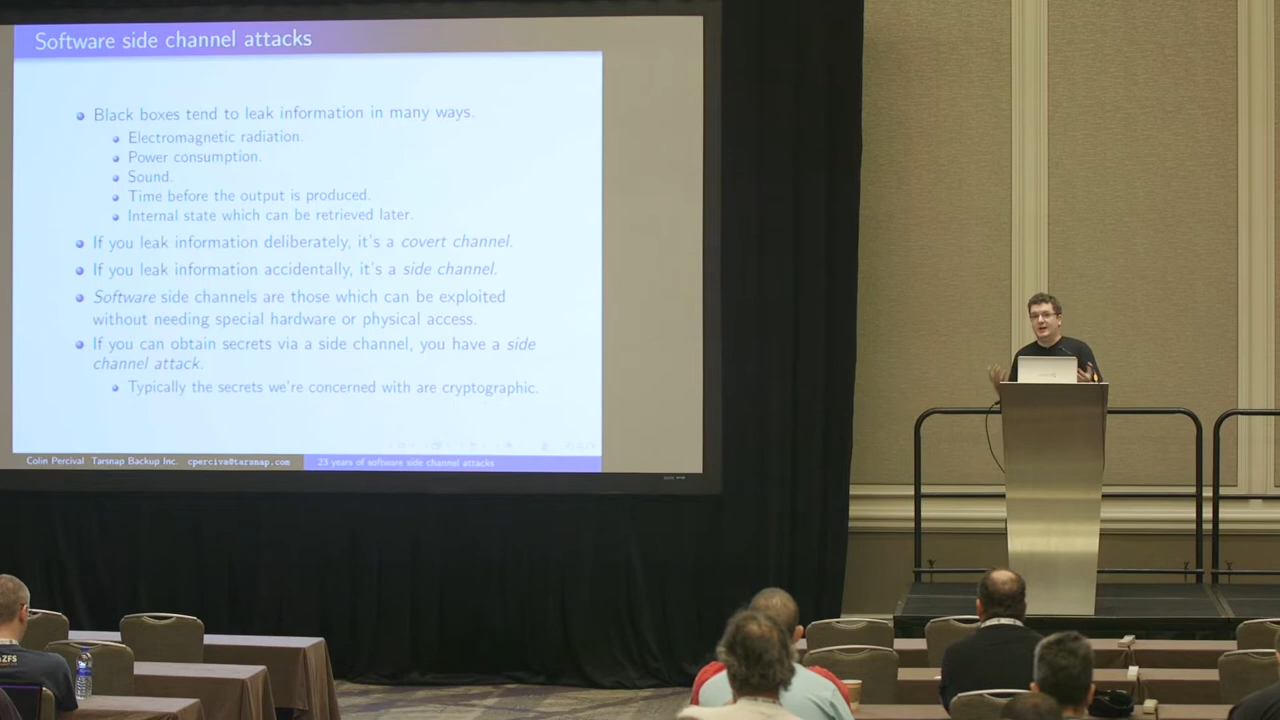 Software side channel attacks
Black boxes tend to leak information in many ways.
Electromagnetic radiation.
Power consumption.
Sound.
Time before the output is produced.
Internal state which can be retrieved later.
If you leak information deliberately, it's a covert channel.
If you leak information accidentally, it's a side channel.
Software side channels are those which can be exploited
without needing special hardware or physical access.
If you can obtain secrets via a side channel, you have a side
channel attack.
Typically the secrets we're concerned with are cryptographic.
Colin Percival Tarsnap Backup Inc. cperciva@tarsnap.com
23 years of software side channel attacks
ZFS